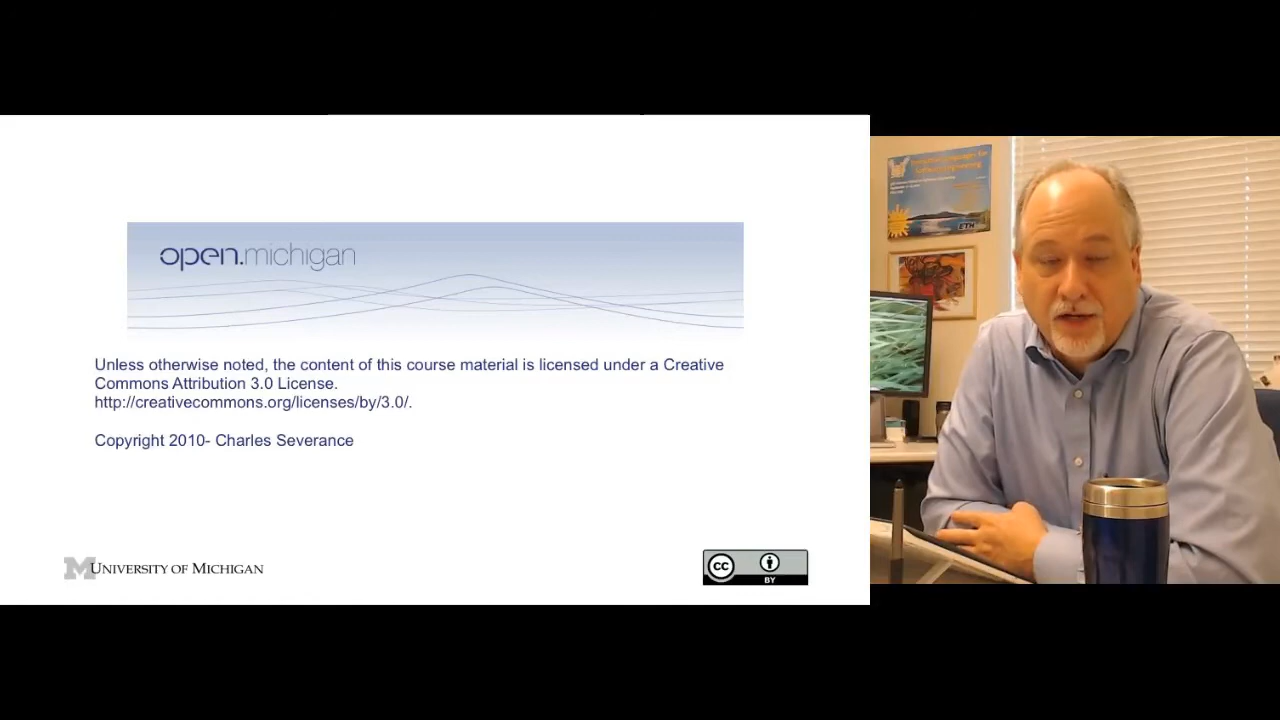 open.michigan
Unless otherwise noted, the content of this course material is licensed under a Creative
Commons Attribution 3.0 License.
http://creativecommons.org/licenses/by/3.0/.
Copyright 2010- Charles Severance
M UNIVERSITY OF MICHIGAN
cc
BY
ETH